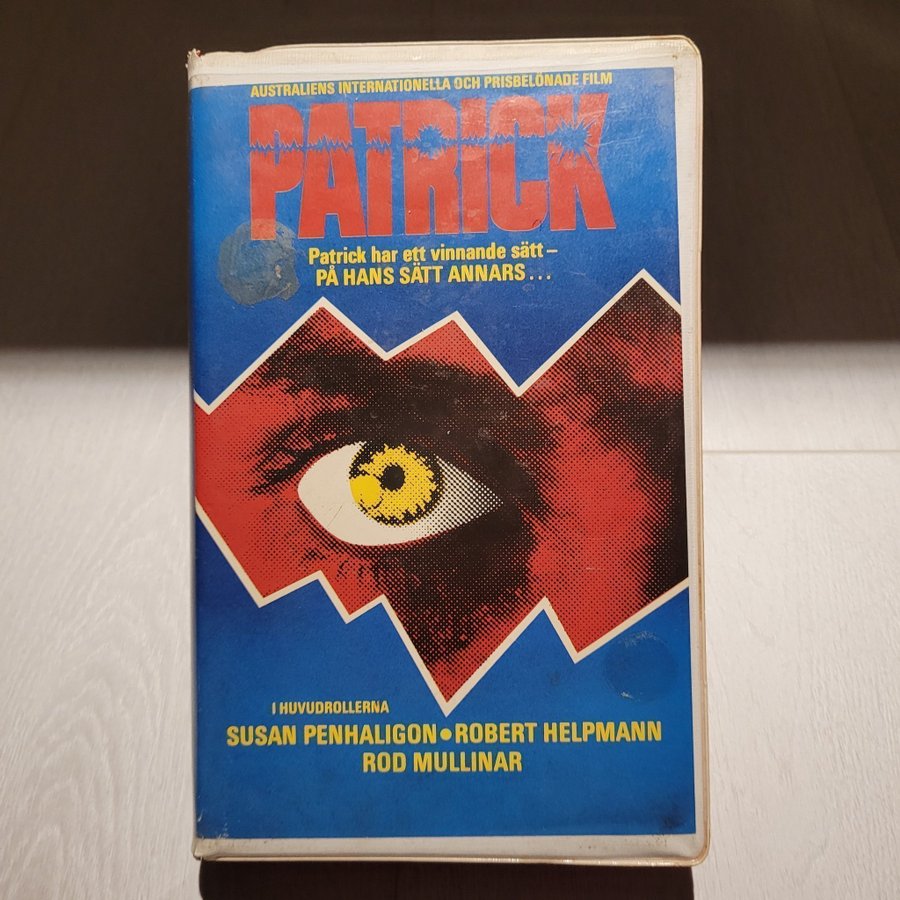 AUSTRALIENS INTERNATIONELLA OCH PRISBELÖNADE FILM
PATRICK
Patrick har ett vinnande sätt –
PÅ HANS SÄTT ANNARS...
I HUVUDROLLERNA
SUSAN PENHALIGON • ROBERT HELPMANN
ROD MULLINAR